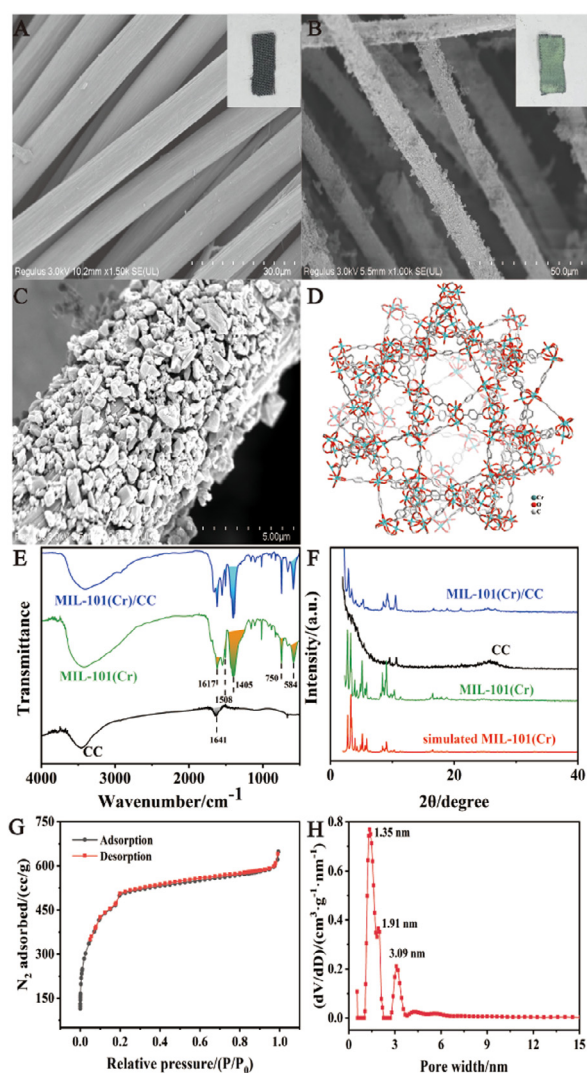 A
B
Regulus 3.0kV 10.2mm x1.50k SE(UL)
30.0μm
Regulus 3.0kV 5.5mm x1.00k SE(UL)
50.0μm
C
D
5.00μm
Cr
O
C
E
Transmittance
MIL-101(Cr)/CC
MIL-101(Cr)
CC
1617
1508
1405
750
584
1641
4000 3000 2000 1000
Wavenumber/cm⁻¹
F
Intensity/(a.u.)
MIL-101(Cr)/CC
CC
MIL-101(Cr)
simulated MIL-101(Cr)
0 20 40
2θ/degree
G
N₂ adsorbed/(cc/g)
750
600
450
300
150
Adsorption
Desorption
0.0 0.2 0.4 0.6 0.8 1.0
Relative pressure/(P/P₀)
H
(dV/dD)/(cm³·g⁻¹·nm⁻¹)
0.8
0.6
0.4
0.2
0.0
1.35 nm
1.91 nm
3.09 nm
0 3 6 9 12 15
Pore width/nm